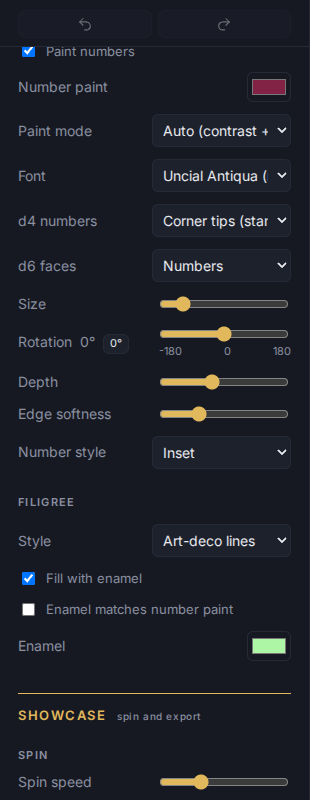 Paint numbers
Number paint
Paint mode Auto (contrast +
Font Uncial Antiqua (
d4 numbers Corner tips (star
d6 faces Numbers
Size
Rotation 0° 0°
-180 0 180
Depth
Edge softness
Number style Inset
FILIGREE
Style Art-deco lines
Fill with enamel
Enamel matches number paint
Enamel
SHOWCASE spin and export
SPIN
Spin speed